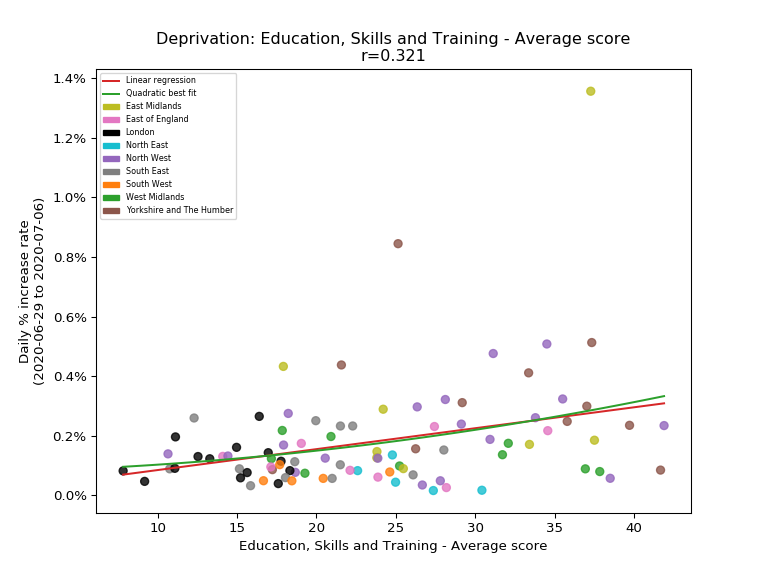 Deprivation: Education, Skills and Training - Average score
r=0.321
Linear regression
Quadratic best fit
East Midlands
East of England
London
North East
North West
South East
South West
West Midlands
Yorkshire and The Humber
1.4%
1.2%
1.0%
0.8%
0.6%
0.4%
0.2%
0.0%
Daily % increase rate
(2020-06-29 to 2020-07-06)
10 15 20 25 30 35 40
Education, Skills and Training - Average score